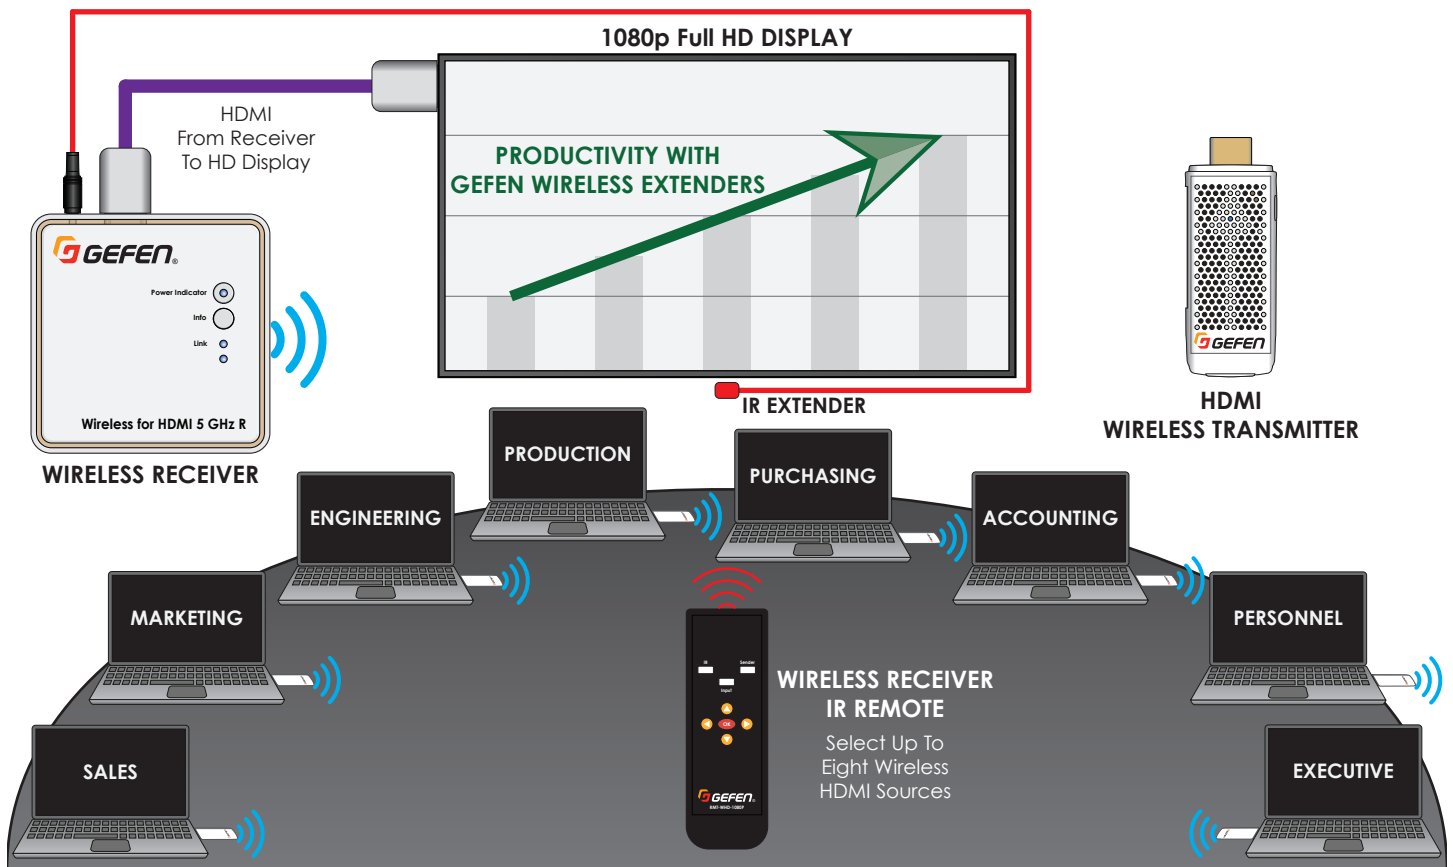 1080p Full HD DISPLAY
HDMI
From Receiver
To HD Display
PRODUCTIVITY WITH
GEFEN WIRELESS EXTENDERS
GEFEN®
Power Indicator
Info
Link
Wireless for HDMI 5 GHz R
WIRELESS RECEIVER
GEFEN
HDMI
WIRELESS TRANSMITTER
IR EXTENDER
PRODUCTION
PURCHASING
ENGINEERING
ACCOUNTING
MARKETING
PERSONNEL
SALES
EXECUTIVE
IR
Sender
Input
OK
GEFEN®
RMT-WHD-1080P
WIRELESS RECEIVER
IR REMOTE
Select Up To
Eight Wireless
HDMI Sources